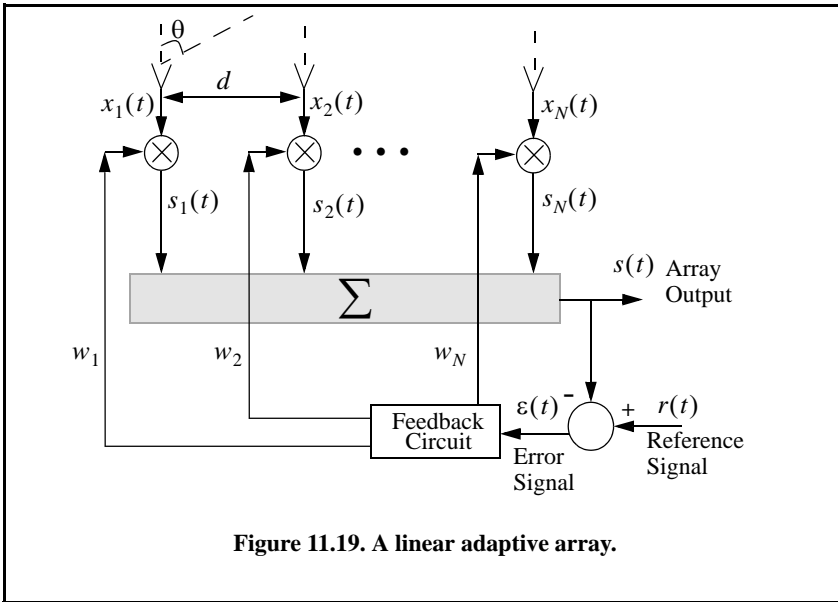 θ
d
x1(t) x2(t) xN(t)
• • •
s1(t) s2(t) sN(t)
s(t) Array
Output
∑
w1 w2 wN
ε(t) - + r(t)
Feedback
Circuit
Error
Signal
Reference
Signal
Figure 11.19. A linear adaptive array.